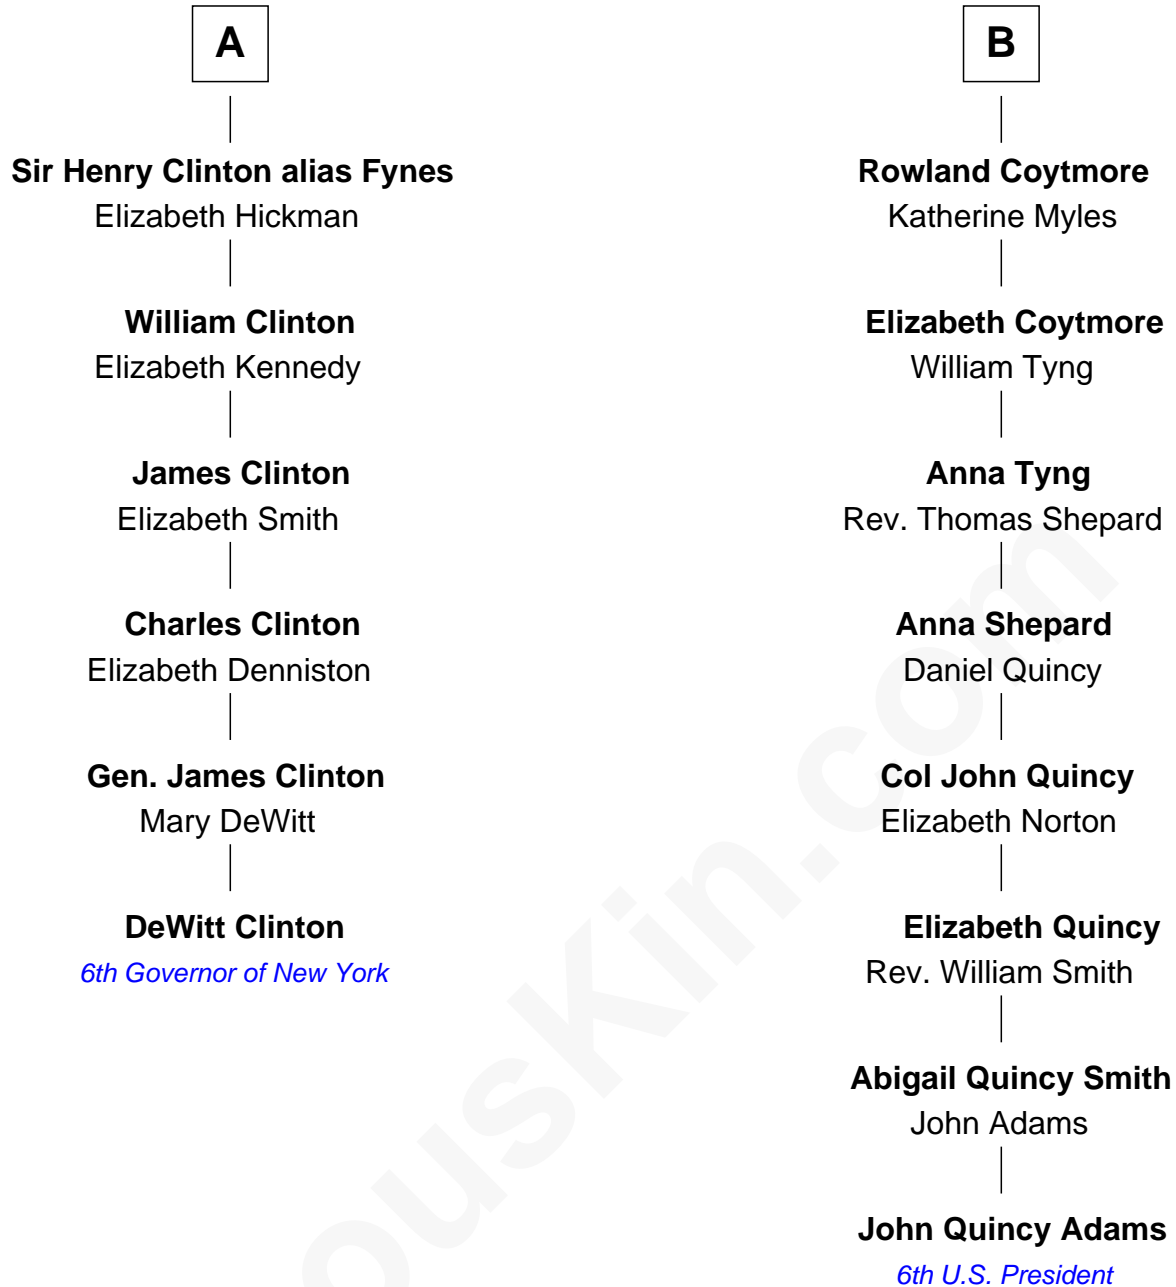 A
Sir Henry Clinton alias Fynes
Elizabeth Hickman
William Clinton
Elizabeth Kennedy
James Clinton
Elizabeth Smith
Charles Clinton
Elizabeth Denniston
Gen. James Clinton
Mary DeWitt
DeWitt Clinton
6th Governor of New York
B
Rowland Coytmore
Katherine Myles
Elizabeth Coytmore
William Tyng
Anna Tyng
Rev. Thomas Shepard
Anna Shepard
Daniel Quincy
Col John Quincy
Elizabeth Norton
Elizabeth Quincy
Rev. William Smith
Abigail Quincy Smith
John Adams
John Quincy Adams
6th U.S. President
ouskin.com